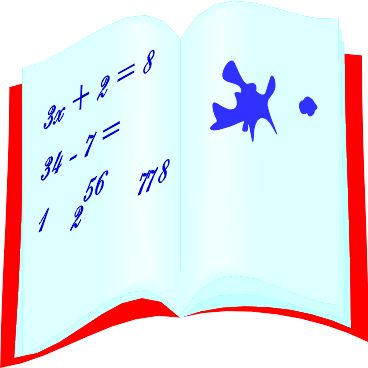 3x + 2 = 8
34 - 7 =
1 2 56 778